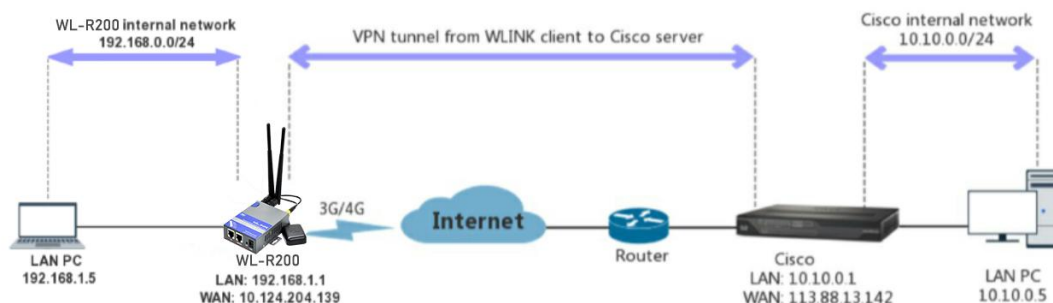 WL-R200 internal network
192.168.0.0/24
VPN tunnel from WLINK client to Cisco server
Cisco internal network
10.10.0.0/24
3G/4G
Internet
LAN PC
192.168.1.5
WL-R200
LAN: 192.168.1.1
WAN: 10.124.204.139
Router
Cisco
LAN: 10.10.0.1
WAN: 113.88.13.142
LAN PC
10.10.0.5